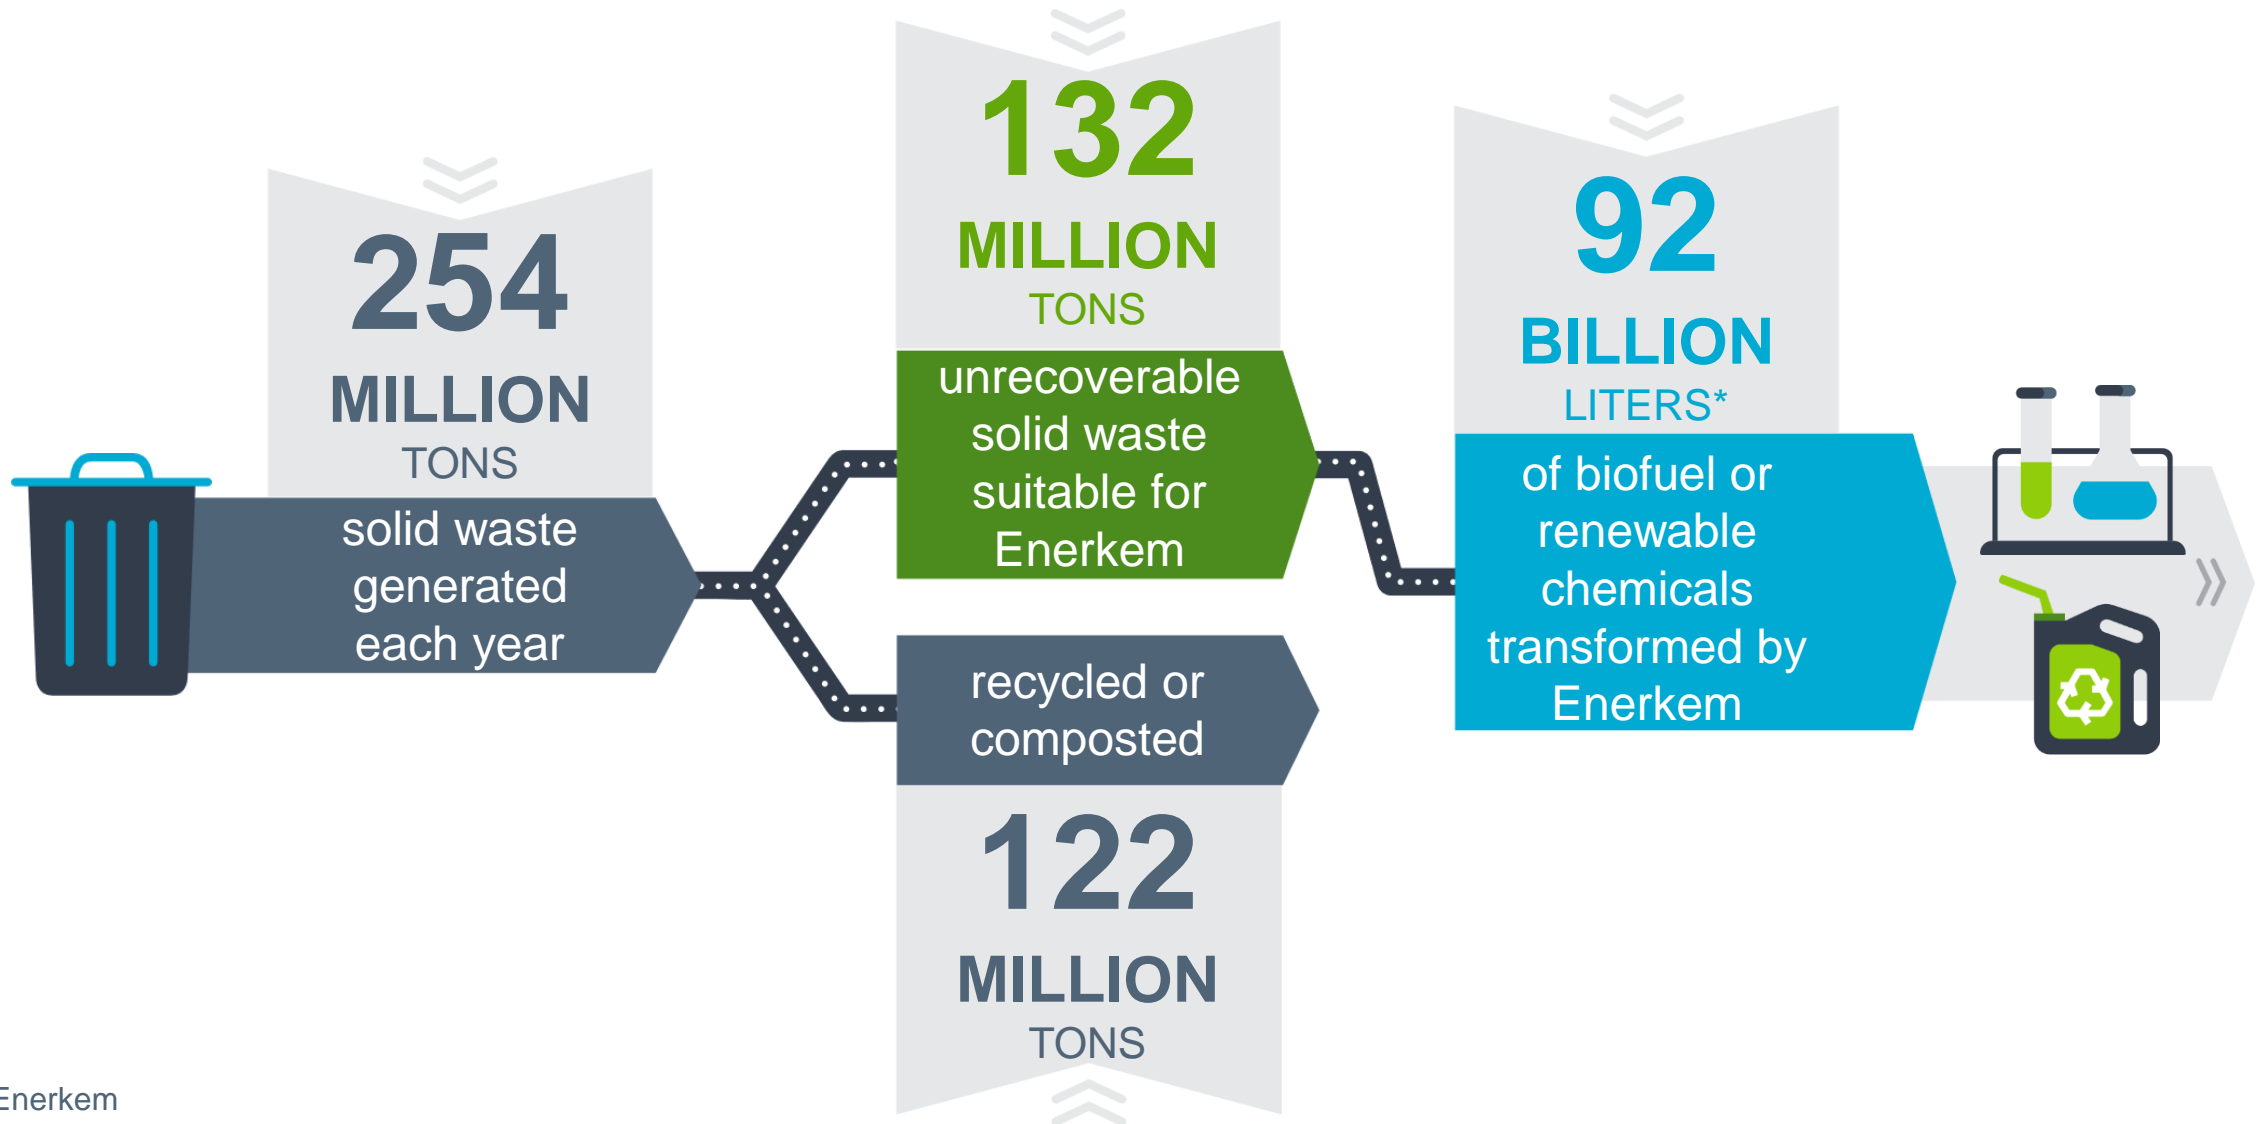 254
MILLION
TONS
solid waste
generated
each year
132
MILLION
TONS
unrecoverable
solid waste
suitable for
Enerkem
recycled or
composted
122
MILLION
TONS
92
BILLION
LITERS*
of biofuel or
renewable
chemicals
transformed by
Enerkem
Enerkem